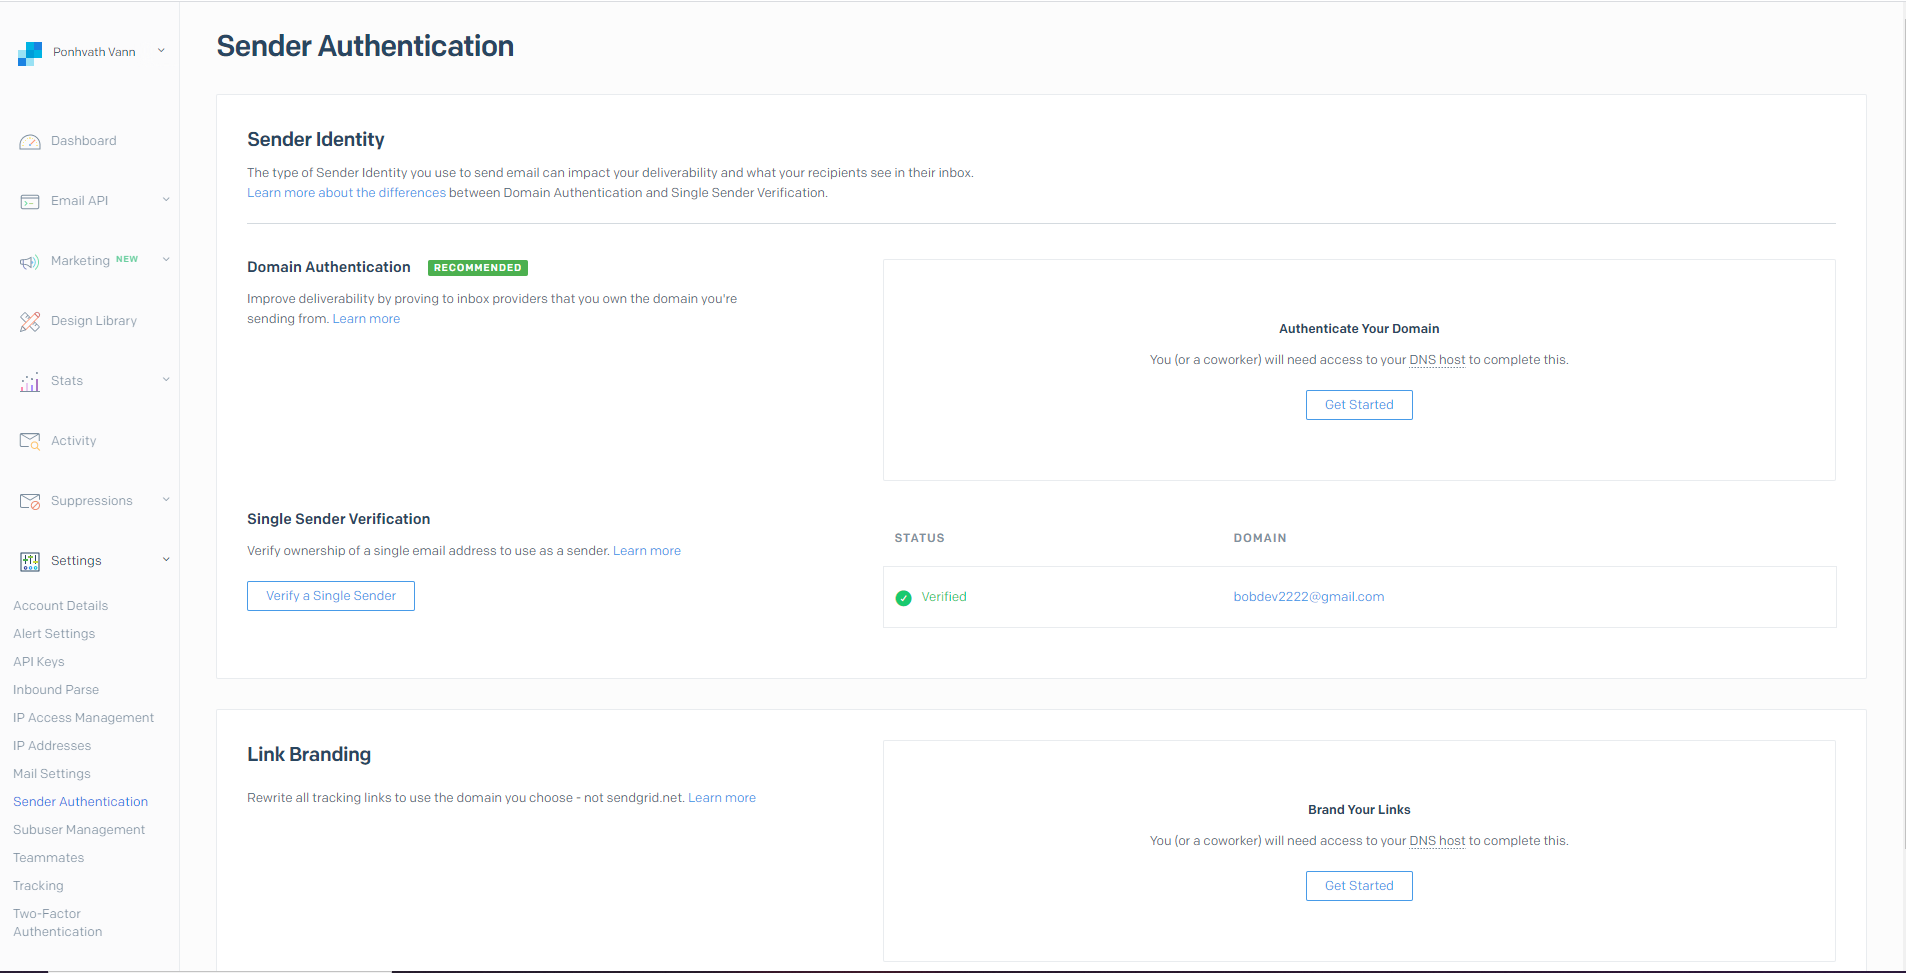 Ponhvath Vann
Dashboard
Email API
Marketing NEW
Design Library
Stats
Activity
Suppressions
Settings
Account Details
Alert Settings
API Keys
Inbound Parse
IP Access Management
IP Addresses
Mail Settings
Sender Authentication
Subuser Management
Teammates
Tracking
Two-Factor
Authentication
Sender Authentication
Sender Identity
The type of Sender Identity you use to send email can impact your deliverability and what your recipients see in their inbox.
Learn more about the differences between Domain Authentication and Single Sender Verification.
Domain Authentication RECOMMENDED
Improve deliverability by proving to inbox providers that you own the domain you're
sending from. Learn more
Authenticate Your Domain
You (or a coworker) will need access to your DNS host to complete this.
Get Started
Single Sender Verification
Verify ownership of a single email address to use as a sender. Learn more
Verify a Single Sender
STATUS DOMAIN
Verified bobdev2222@gmail.com
Link Branding
Rewrite all tracking links to use the domain you choose - not sendgrid.net. Learn more
Brand Your Links
You (or a coworker) will need access to your DNS host to complete this.
Get Started